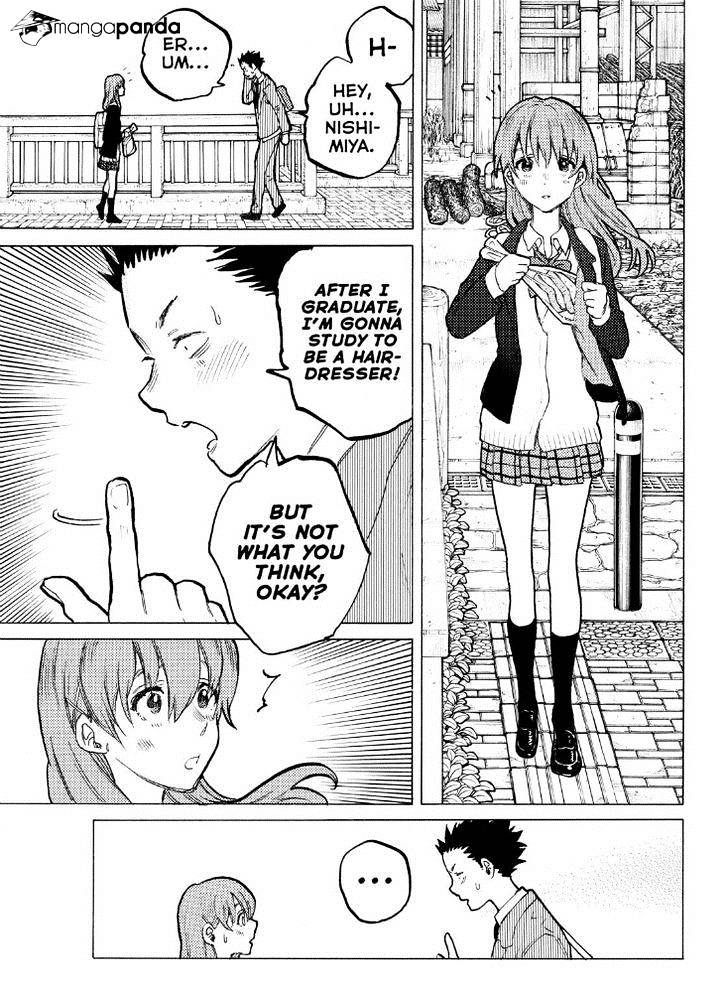 mangapanda
H-
HEY,
UH...
NISHI-
MIYA.
ER...
UM...
AFTER I
GRADUATE,
I'M GONNA
STUDY TO
BE A HAIR-
DRESSER!
BUT
IT'S NOT
WHAT YOU
THINK,
OKAY?
...